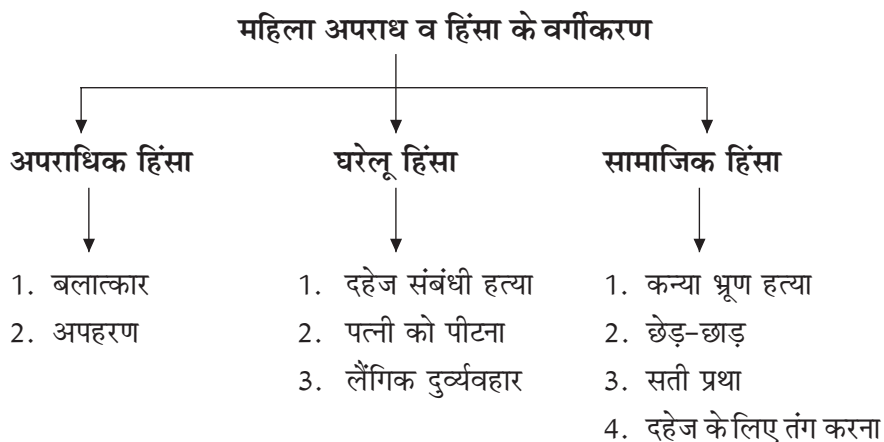 महिला अपराध व हिंसा के वर्गीकरण
अपराधिक हिंसा
1. बलात्कार
2. अपहरण
घरेलू हिंसा
1. दहेज संबंधी हत्या
2. पत्नी को पीटना
3. लैंगिक दुर्व्यवहार
सामाजिक हिंसा
1. कन्या भ्रूण हत्या
2. छेड़-छाड़
3. सती प्रथा
4. दहेज के लिए तंग करना